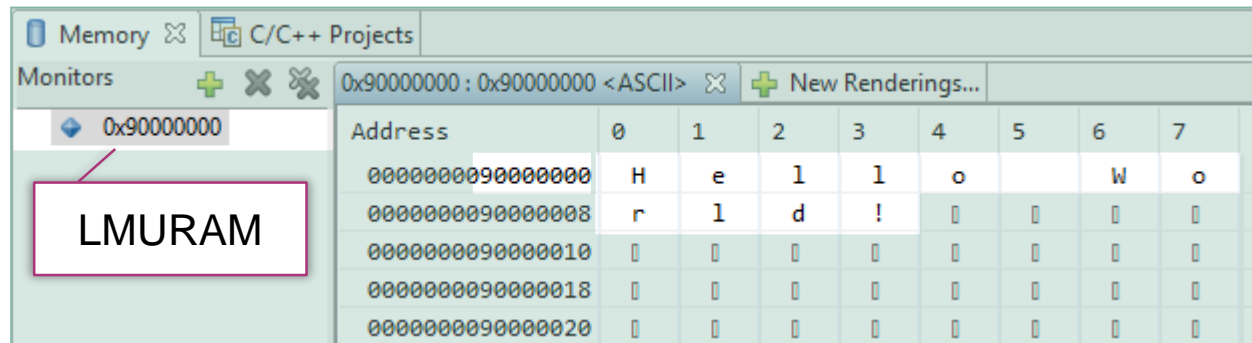 Memory C/C++ Projects
Monitors 0x90000000 : 0x90000000 <ASCII> New Renderings...
0x90000000 Address 0 1 2 3 4 5 6 7
0000000090000000 H e l l o W o
LMURAM 0000000090000008 r l d !
0000000090000010
0000000090000018
0000000090000020